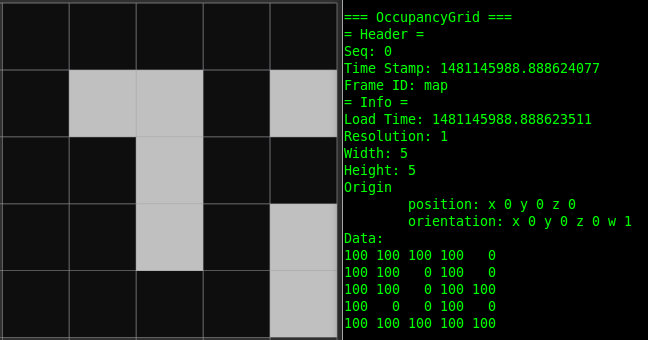 === OccupancyGrid ===
= Header =
Seq: 0
Time Stamp: 1481145988.888624077
Frame ID: map
= Info =
Load Time: 1481145988.888623511
Resolution: 1
Width: 5
Height: 5
Origin
        position: x 0 y 0 z 0
        orientation: x 0 y 0 z 0 w 1
Data:
100 100 100 100   0
100 100   0 100   0
100 100   0 100 100
100   0   0 100   0
100 100 100 100 100